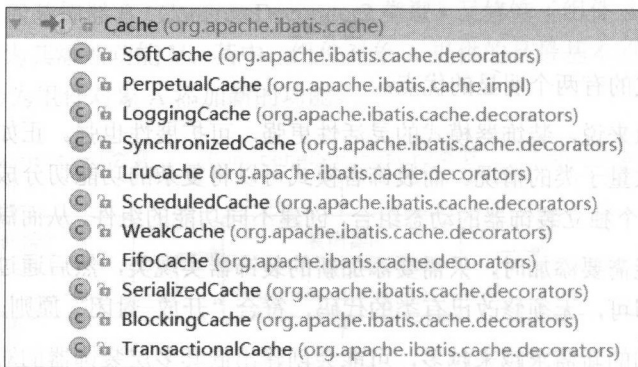 Cache (org.apache.ibatis.cache)
SoftCache (org.apache.ibatis.cache.decorators)
PerpetualCache (org.apache.ibatis.cache.impl)
LoggingCache (org.apache.ibatis.cache.decorators)
SynchronizedCache (org.apache.ibatis.cache.decorators)
LruCache (org.apache.ibatis.cache.decorators)
ScheduledCache (org.apache.ibatis.cache.decorators)
WeakCache (org.apache.ibatis.cache.decorators)
FifoCache (org.apache.ibatis.cache.decorators)
SerializedCache (org.apache.ibatis.cache.decorators)
BlockingCache (org.apache.ibatis.cache.decorators)
TransactionalCache (org.apache.ibatis.cache.decorators)